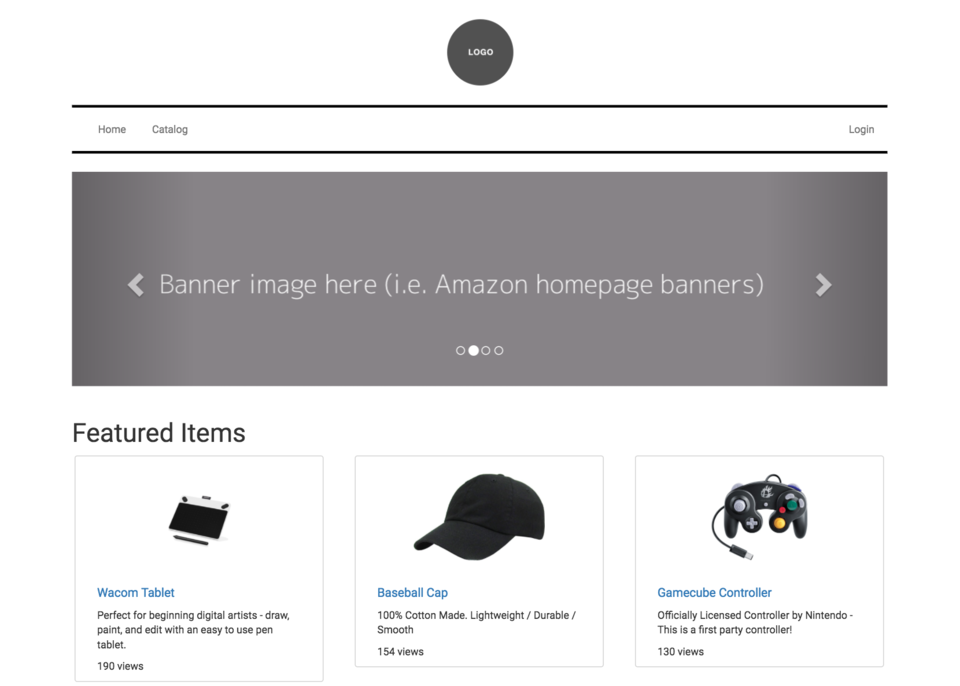 LOGO
Home
Catalog
Login
Banner image here (i.e. Amazon homepage banners)
Featured Items
Wacom Tablet
Perfect for beginning digital artists - draw,
paint, and edit with an easy to use pen
tablet.
190 views
Baseball Cap
100% Cotton Made. Lightweight / Durable /
Smooth
154 views
Gamecube Controller
Officially Licensed Controller by Nintendo -
This is a first party controller!
130 views